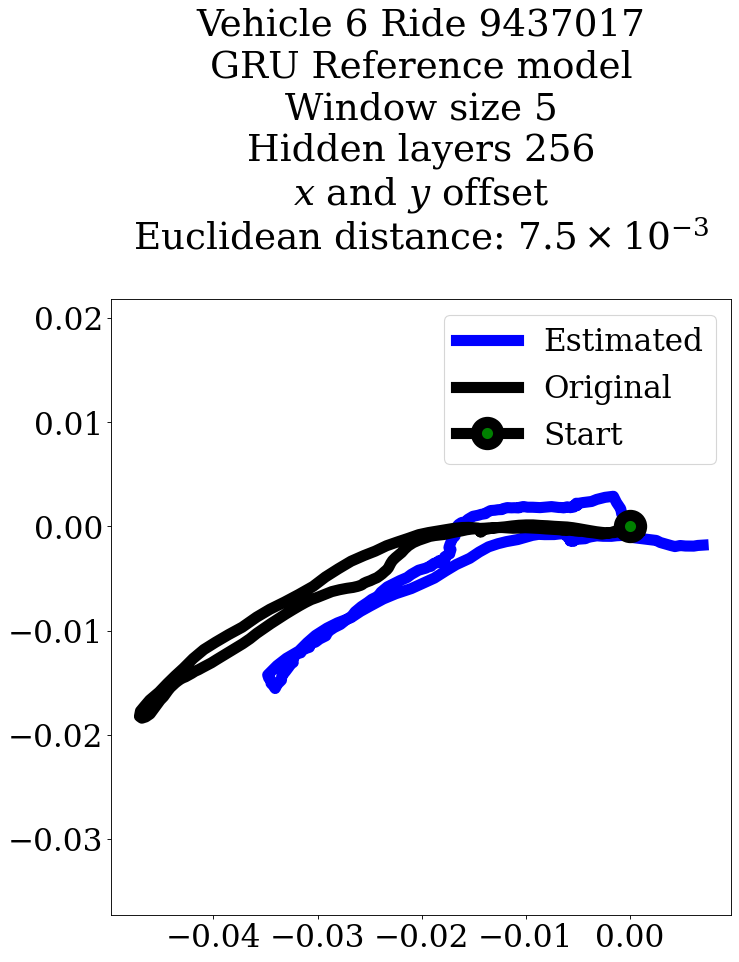 Vehicle 6 Ride 9437017
GRU Reference model
Window size 5
Hidden layers 256
x and y offset
Euclidean distance: 7.5 × 10⁻³
Estimated
Original
Start
0.02
0.01
0.00
−0.01
−0.02
−0.03
−0.04 −0.03 −0.02 −0.01 0.00